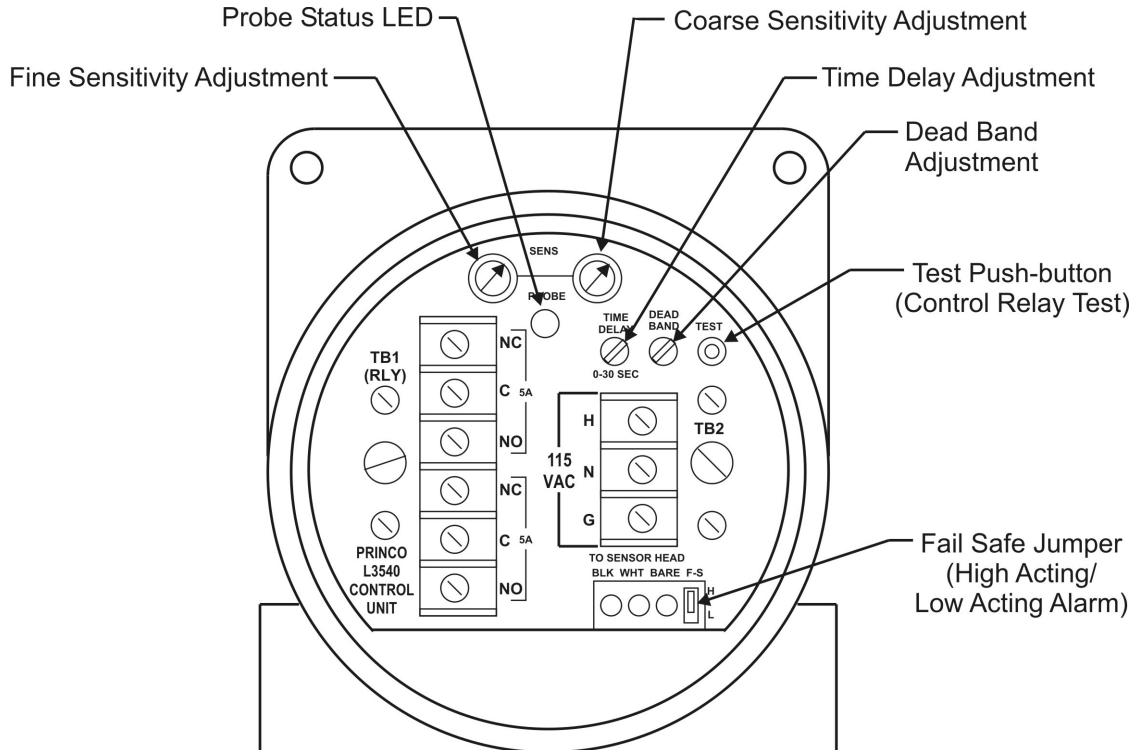 Probe Status LED
Coarse Sensitivity Adjustment
Fine Sensitivity Adjustment
Time Delay Adjustment
Dead Band
Adjustment
Test Push-button
(Control Relay Test)
SENS
PROBE
TIME
DELAY
0-30 SEC
DEAD
BAND
TEST
TB1
(RLY)
NC
C 5A
NO
NC
C 5A
NO
115
VAC
H
N
G
TB2
PRINCO
L3540
CONTROL
UNIT
TO SENSOR HEAD
BLK WHT BARE F-S
H
L
Fail Safe Jumper
(High Acting/
Low Acting Alarm)